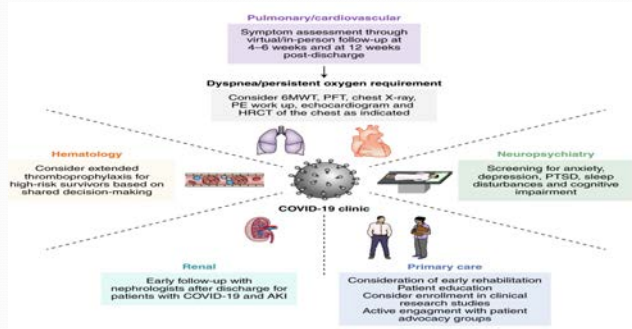 Pulmonary/cardiovascular
Symptom assessment through
virtual/in-person follow-up at
4–6 weeks and at 12 weeks
post-discharge
Dyspnea/persistent oxygen requirement
Consider 6MWT, PFT, chest X-ray,
PE work up, echocardiogram and
HRCT of the chest as indicated
Hematology
Consider extended
thromboprophylaxis for
high-risk survivors based on
shared decision-making
Neuropsychiatry
Screening for anxiety,
depression, PTSD, sleep
disturbances and cognitive
impairment
COVID-19 clinic
Renal
Early follow-up with
nephrologists after discharge for
patients with COVID-19 and AKI
Primary care
Consideration of early rehabilitation
Patient education
Consider enrollment in clinical
research studies
Active engagment with patient
advocacy groups